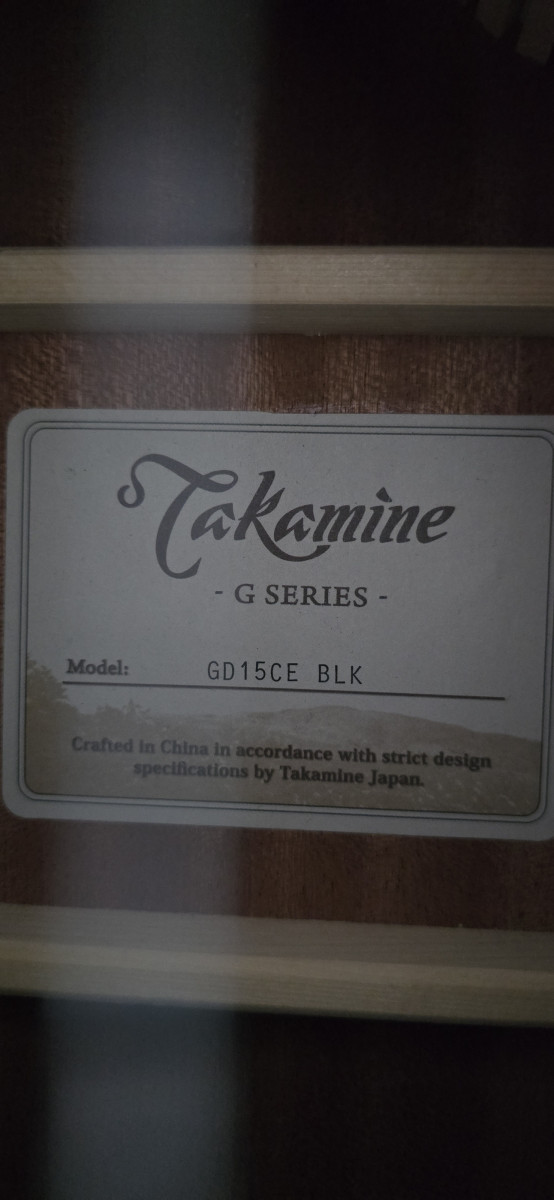 Takamine
- G SERIES -
Model: GD15CE BLK
Crafted in China in accordance with strict design
specifications by Takamine Japan.